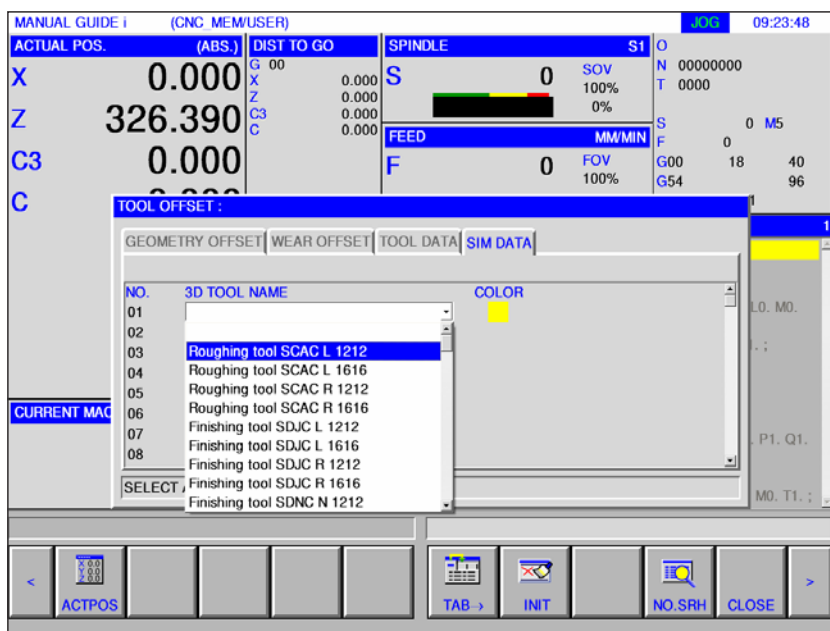 MANUAL GUIDE i (CNC_MEM/USER) JOG 09:23:48
ACTUAL POS. (ABS.) DIST TO GO SPINDLE S1 O
G 00 N 00000000
X 0.000 X 0.000 S 0 SOV 100% T 0000
Z 0.000 0%
Z 326.390 C3 0.000 S 0 M5
C 0.000 FEED MM/MIN F 0
C3 0.000 F 0 FOV 100% G00 18 40
G54 96
C
TOOL OFFSET :
1
GEOMETRY OFFSET WEAR OFFSET TOOL DATA SIM DATA
NO. 3D TOOL NAME COLOR
01 L0. M0.
02
03 Roughing tool SCAC L 1212
04 Roughing tool SCAC L 1616
05 Roughing tool SCAC R 1212
06 Roughing tool SCAC R 1616
CURRENT MAC
07 Finishing tool SDJC L 1212
08 Finishing tool SDJC L 1616 . P1. Q1.
Finishing tool SDJC R 1212
SELECT Finishing tool SDJC R 1616
Finishing tool SDNC N 1212 M0. T1. ;
< ACTPOS TAB→ INIT NO.SRH CLOSE >